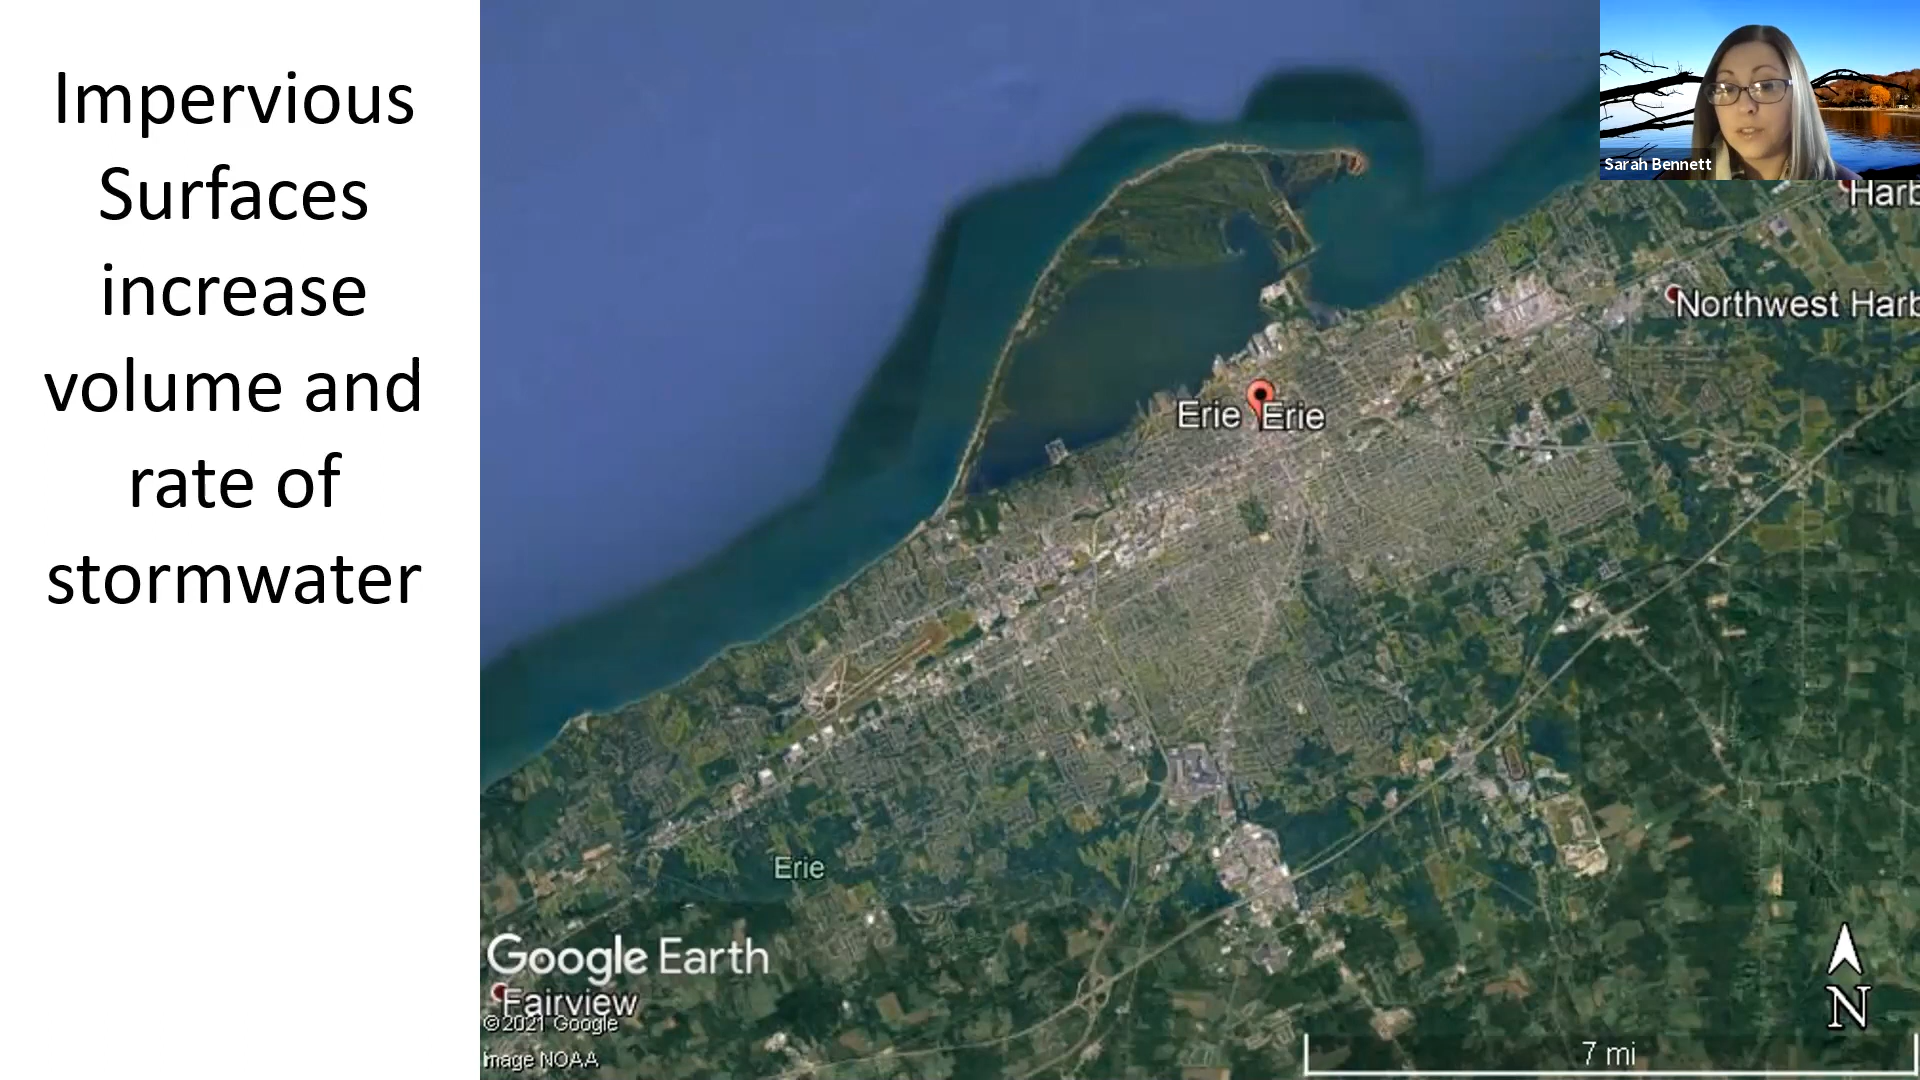 Impervious
Surfaces
increase
volume and
rate of
stormwater
Sarah Bennett
Harb
Northwest Harb
Erie Erie
Erie
Google Earth
Fairview
©2021 Google
Image NOAA
N
7 mi